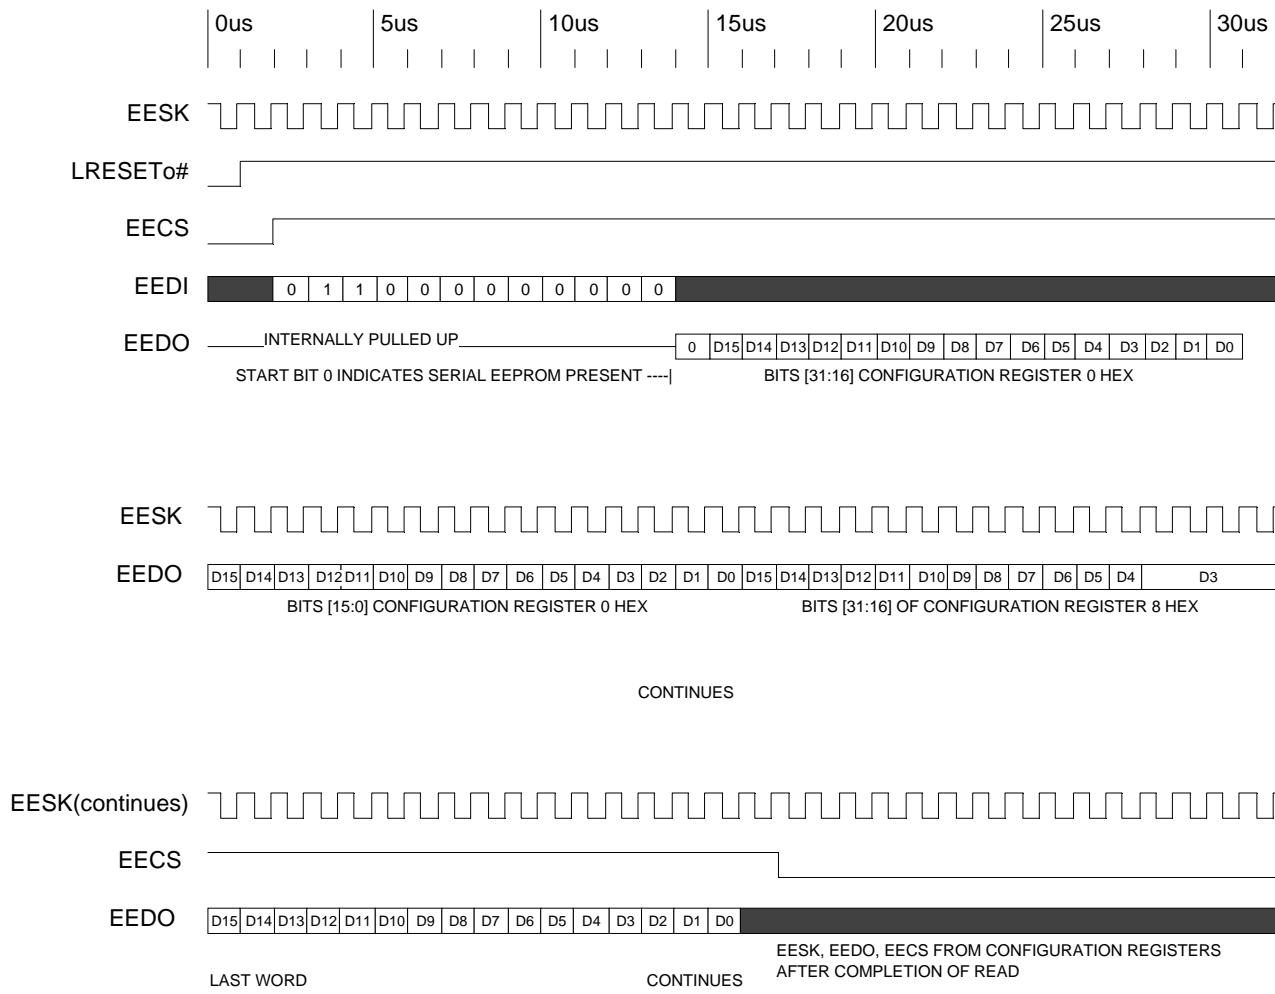 0us 5us 10us 15us 20us 25us 30us
EESK
LRESETo#
EECS
EEDI 0 1 1 0 0 0 0 0 0 0 0 0
EEDO INTERNALLY PULLED UP 0 D15 D14 D13 D12 D11 D10 D9 D8 D7 D6 D5 D4 D3 D2 D1 D0
START BIT 0 INDICATES SERIAL EEPROM PRESENT ----| BITS [31:16] CONFIGURATION REGISTER 0 HEX
EESK
EEDO D15 D14 D13 D12 D11 D10 D9 D8 D7 D6 D5 D4 D3 D2 D1 D0 D15 D14 D13 D12 D11 D10 D9 D8 D7 D6 D5 D4 D3
BITS [15:0] CONFIGURATION REGISTER 0 HEX BITS [31:16] OF CONFIGURATION REGISTER 8 HEX
CONTINUES
EESK(continues)
EECS
EEDO D15 D14 D13 D12 D11 D10 D9 D8 D7 D6 D5 D4 D3 D2 D1 D0
EESK, EEDO, EECS FROM CONFIGURATION REGISTERS
AFTER COMPLETION OF READ
LAST WORD CONTINUES